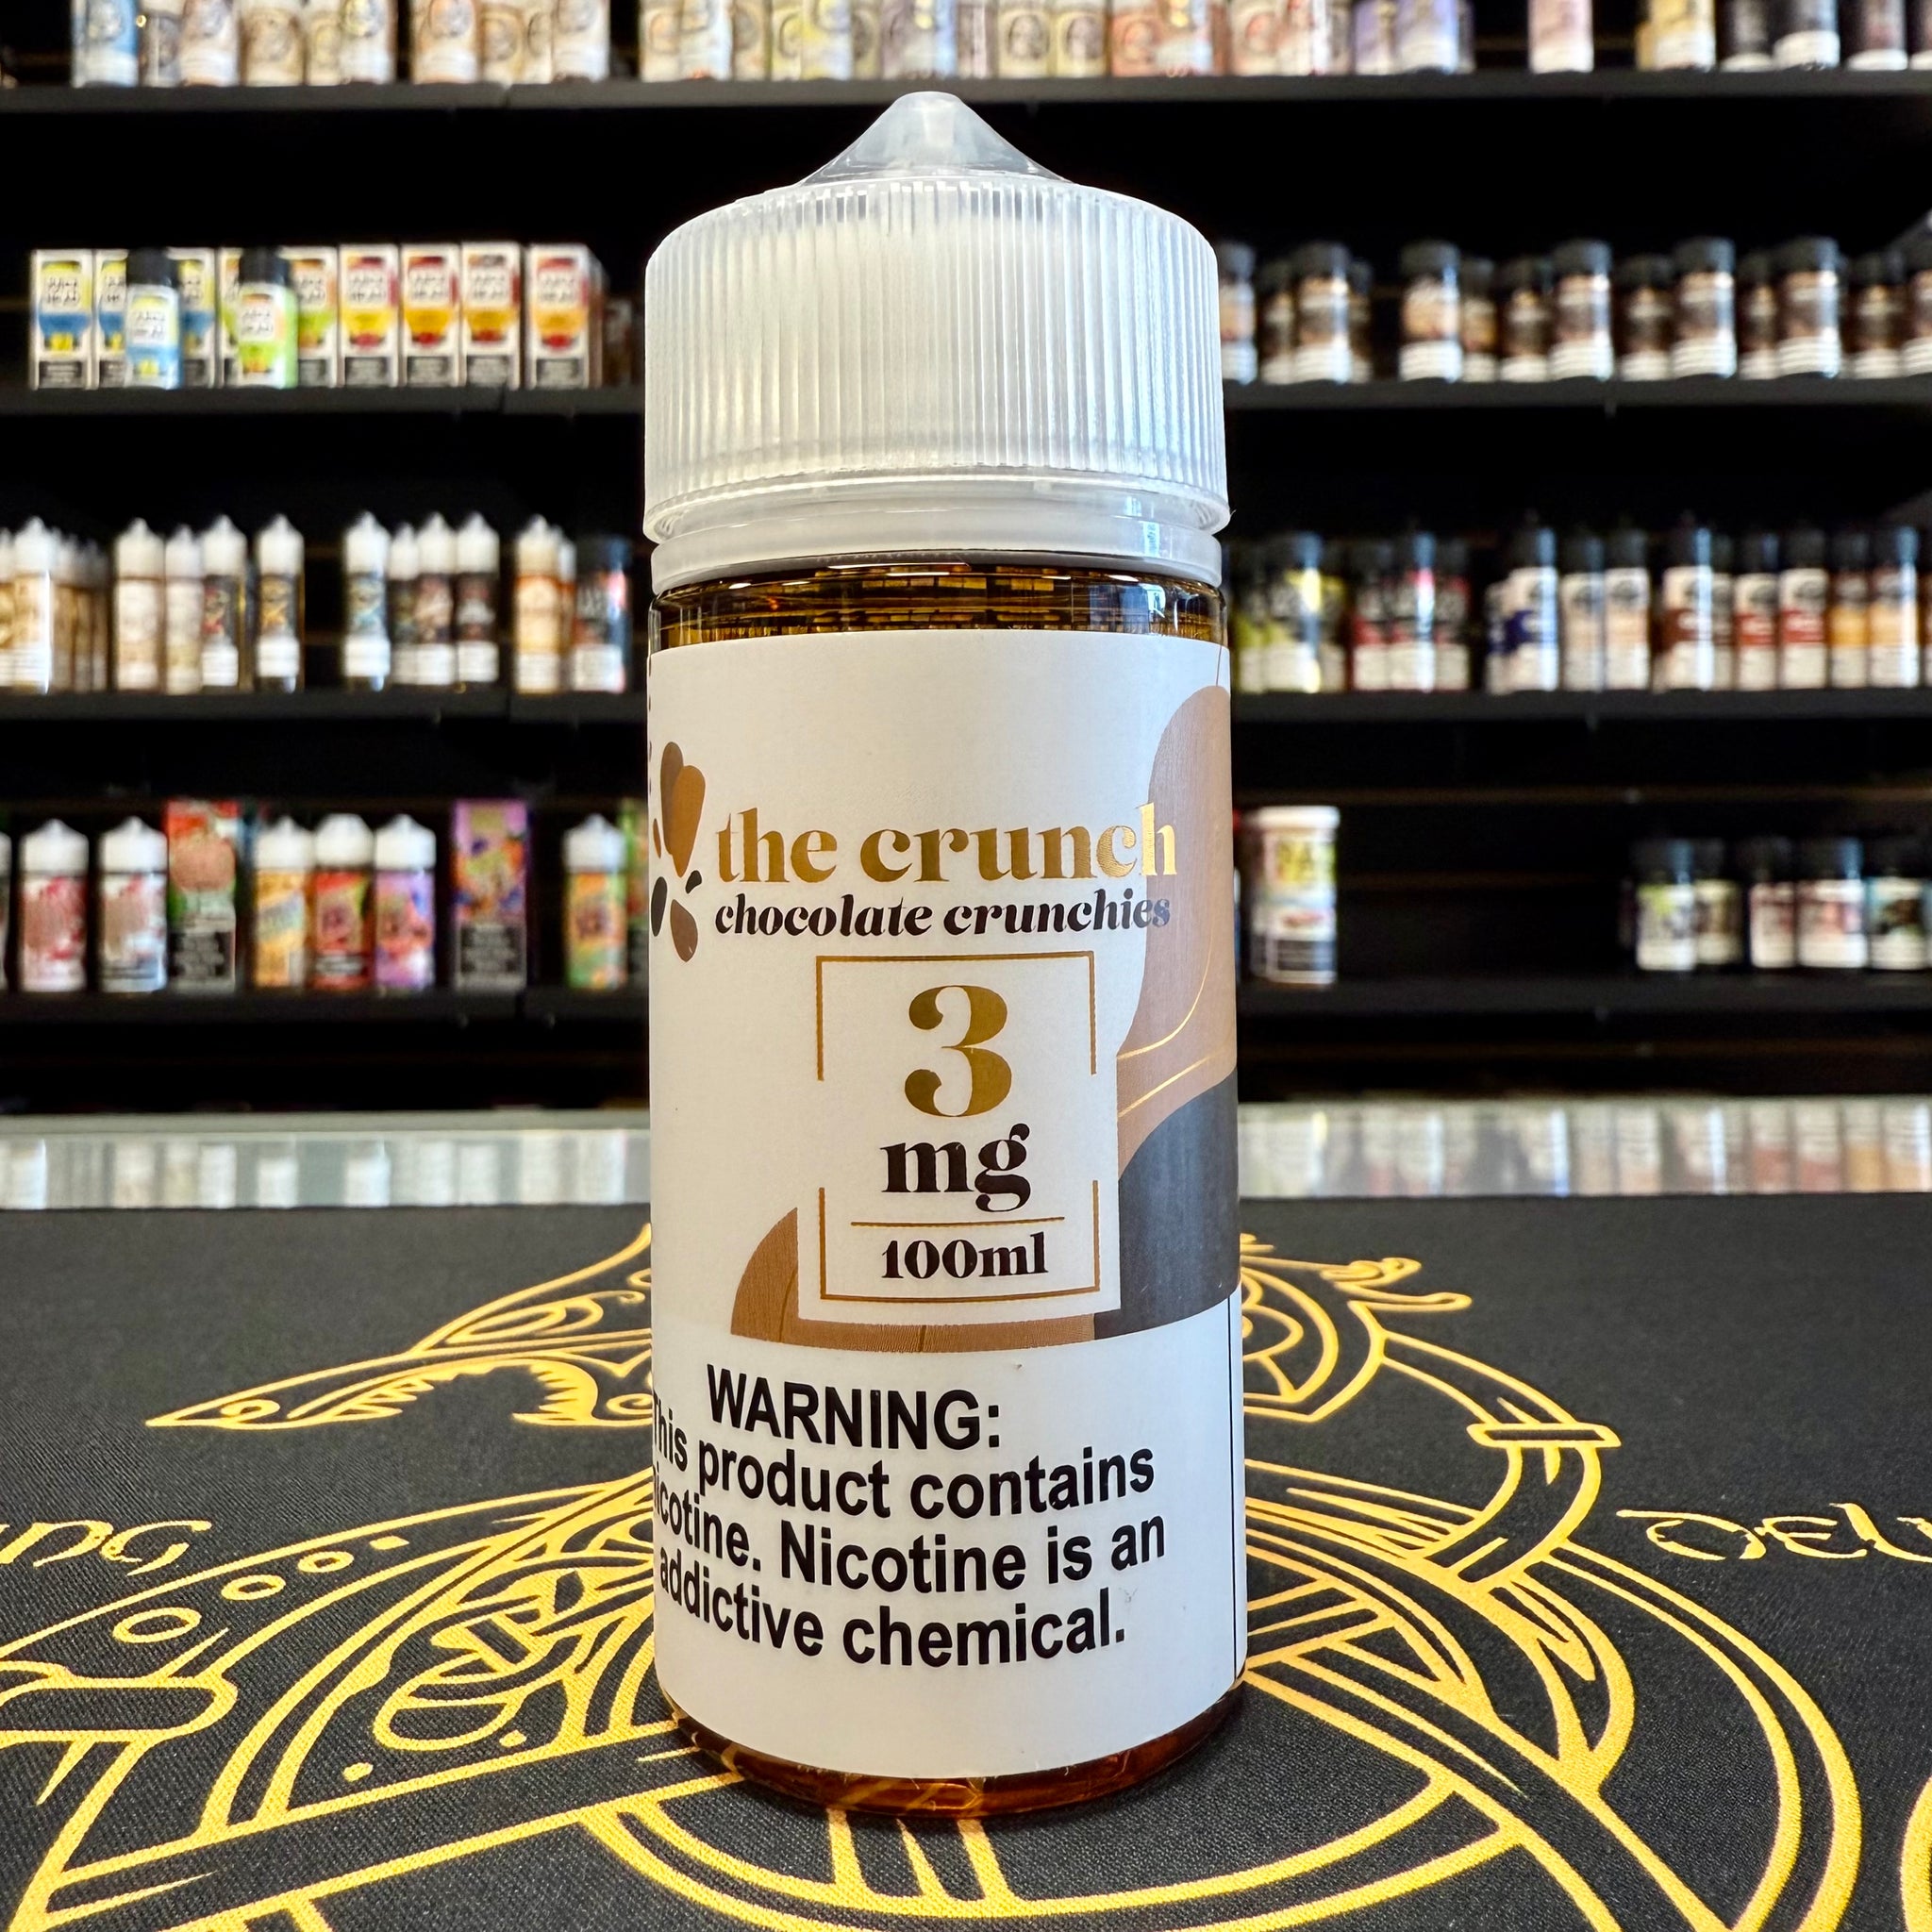 the crunch
chocolate crunchies
3
mg
100ml
WARNING:
This product contains
nicotine. Nicotine is an
addictive chemical.